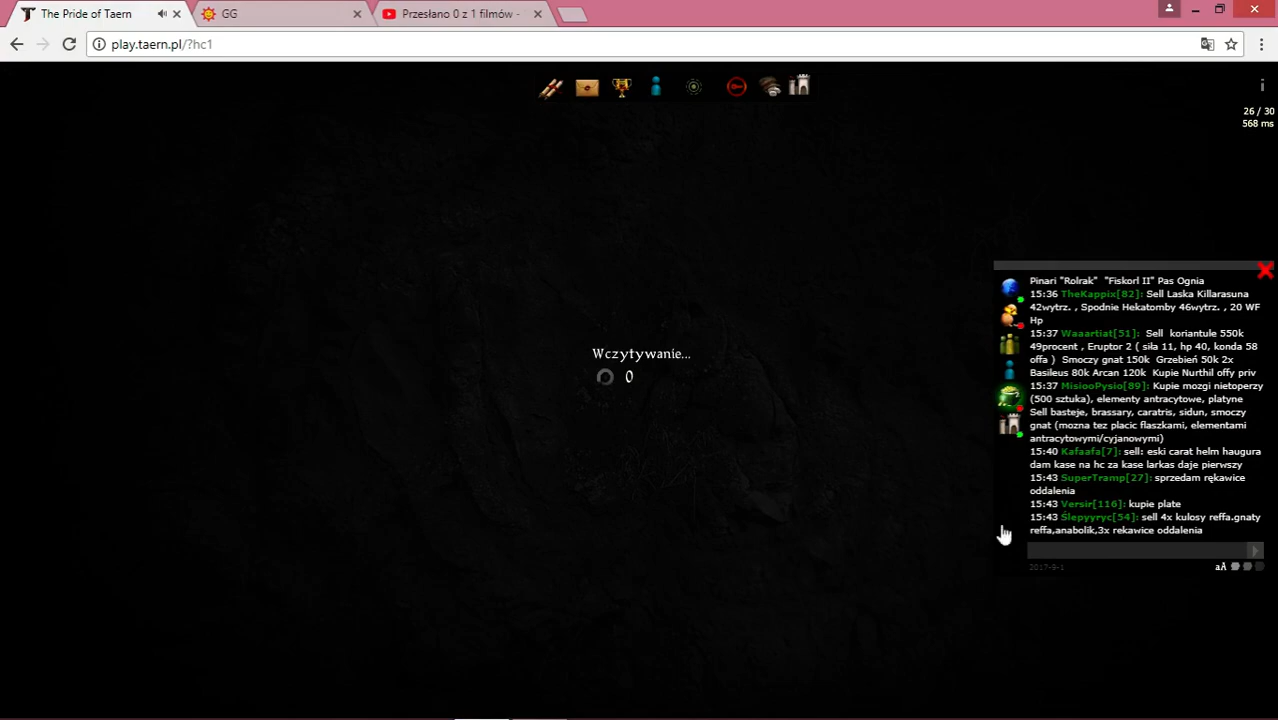 The Pride of Taern
GG
Przesłano 0 z 1 filmów -
play.taern.pl/?hc1
26 / 30
568 ms
Wczytywanie...
0
Pinari "Rolrak" "Fiskorl II" Pas Ognia
15:36 TheKappix[82]: Sell Laska Killarasuna
42wytrz. , Spodnie Hekatomby 46wytrz. , 20 WF
Hp
15:37 Waaartiat[51]: Sell koriantule 550k
49procent , Eruptor 2 ( siła 11, hp 40, konda 58
offa ) Smoczy gnat 150k Grzebień 50k 2x
Basileus 80k Arcan 120k Kupie Nurthil offy priv
15:37 MisiooPysio[89]: Kupie mozgi nietoperzy
(500 sztuka), elementy antracytowe, platyne
Sell basteje, brassary, caratris, sidun, smoczy
gnat (mozna tez placic flaszkami, elementami
antracytowymi/cyjanowymi)
15:40 Kafaafa[7]: sell: eski carat helm haugura
dam kase na hc za kase larkas daje pierwszy
15:43 SuperTramp[27]: sprzedam rękawice
oddalenia
15:43 Versir[116]: kupie plate
15:43 Ślepyyryc[54]: sell 4x kulosy reffa.gnaty
reffa,anabolik,3x rekawice oddalenia
2017-9-1
aA